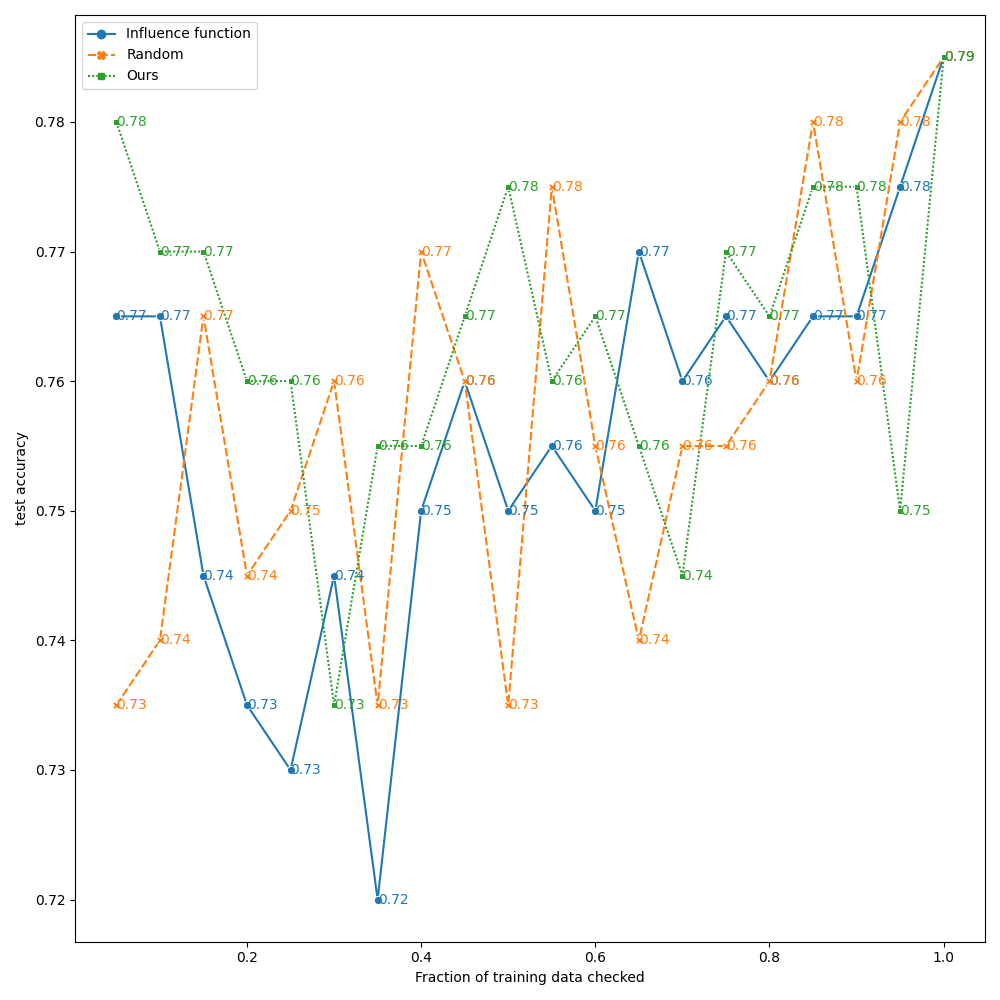 Influence function
Random
Ours
0.79
0.78 0.78 0.78
0.78
0.78 0.78 0.78 0.78 0.78
0.77
0.77 0.77 0.77 0.77 0.77
0.77 0.77 0.77 0.77 0.77 0.77 0.77 0.77 0.77
0.76
0.76 0.76 0.76 0.76 0.76 0.76 0.76 0.76
0.76 0.76 0.76 0.76 0.76 0.76 0.76
0.75
0.75 0.75 0.75 0.75 0.75
0.74 0.74 0.74 0.74
0.74
0.74 0.74
0.73 0.73 0.73 0.73 0.73
0.73
0.73
0.72
0.72
0.2 0.4 0.6 0.8 1.0
Fraction of training data checked
test accuracy